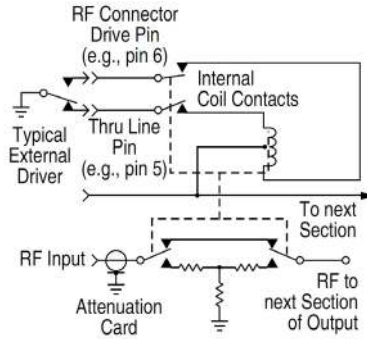 RF Connector
Drive Pin
(e.g., pin 6)
Internal
Coil Contacts
Typical
External
Driver
Thru Line
Pin
(e.g., pin 5)
To next
Section
RF Input
Attenuation
Card
RF to
next Section
of Output